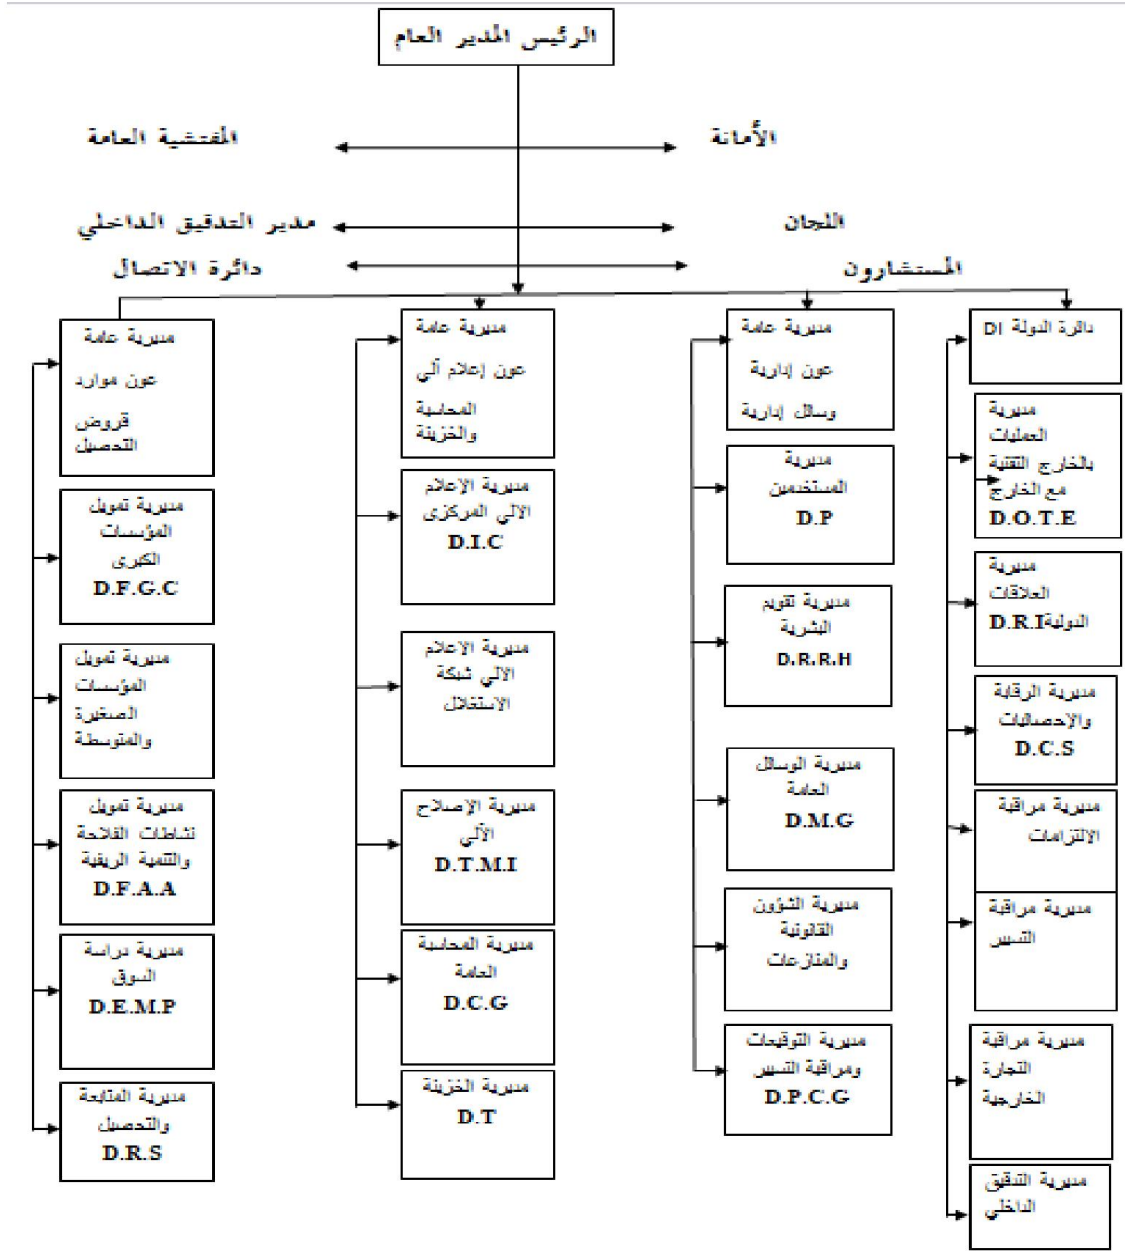 الرئيس المدير العام
الأمانة
المفتشية العامة
اللجان
مدير التدقيق الداخلي
المستشارون
دائرة الاتصال
دائرة الدولة DI
مديرية
العمليات
بالخارج التقنية
مع الخارج
D.O.T.E
مديرية
العلاقات
الدولية D.R.I
مديرية الرقابة
والإحصائيات
D.C.S
مديرية مراقبة
الالتزامات
مديرية مراقبة
التسيير
مديرية مراقبة
التجارة
الخارجية
مديرية التدقيق
الداخلي
مديرية عامة
عون إدارية
وسائل إدارية
مديرية
المستخدمين
D.P
مديرية تقويم
البشرية
D.R.R.H
مديرية الوسائل
العامة
D.M.G
مديرية الشؤون
القانونية
والمنازعات
مديرية التوقيعات
ومراقبة التسيير
D.P.C.G
مديرية عامة
عون إعلام آلي
المحاسبة
والخزينة
مديرية الإعلام
الالي المركزي
D.I.C
مديرية الاعلام
الالي شبكة
الاستغلال
مديرية الإصلاح
الآلي
D.T.M.I
مديرية المحاسبة
العامة
D.C.G
مديرية الخزينة
D.T
مديرية عامة
عون موارد
قروض
التحصيل
مديرية تمويل
المؤسسات
الكبرى
D.F.G.C
مديرية تمويل
المؤسسات
الصغيرة
والمتوسطة
مديرية تمويل
نشاطات الفلاحة
والتنمية الريفية
D.F.A.A
مديرية دراسة
السوق
D.E.M.P
مديرية المتابعة
والتحصيل
D.R.S